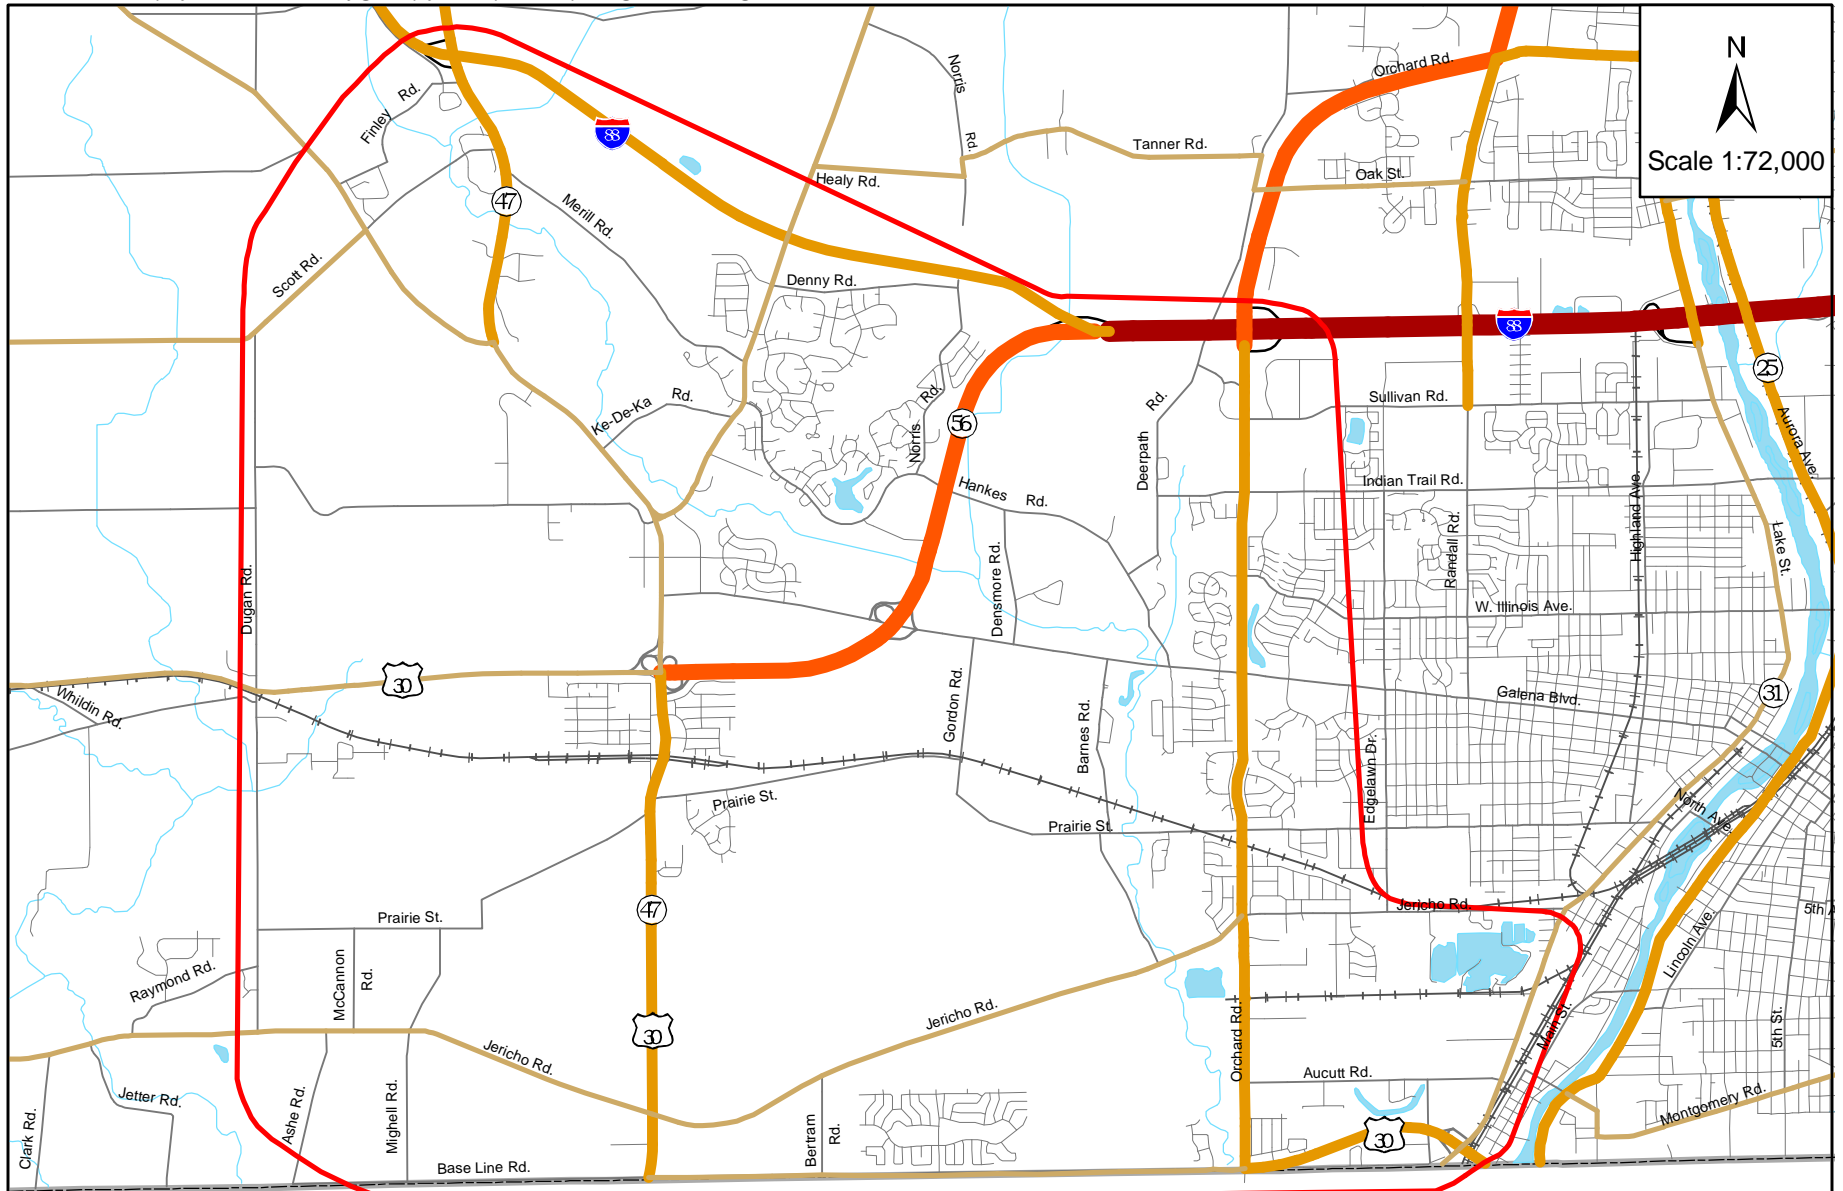 N
Scale 1:72,000
Orchard Rd.
Norris
Rd.
Finley Rd.
88
Tanner Rd.
Healy Rd.
Oak St.
47
Merill Rd.
Scott Rd.
Denny Rd.
88
25
Ke-De-Ka Rd.
Norris Rd.
56
Deerpath Rd.
Sullivan Rd.
Aurora Ave.
Hankes Rd.
Indian Trail Rd.
Highland Ave.
Lake St.
Randall Rd.
Dugan Rd.
Densmore Rd.
W. Illinois Ave.
30
Whildin Rd.
Gordon Rd.
Barnes Rd.
Galena Blvd.
31
Edgelawn Dr.
Prairie St.
Prairie St.
North Ave.
Prairie St.
47
Jericho Rd.
5th A
Lincoln Ave.
Raymond Rd.
McCannon
Rd.
Jericho Rd.
Orchard Rd.
Main St.
5th St.
30
Jericho Rd.
Jetter Rd.
Aucutt Rd.
Montgomery Rd.
Clark Rd.
Ashe Rd.
Mighell Rd.
Bertram
Rd.
30
Base Line Rd.